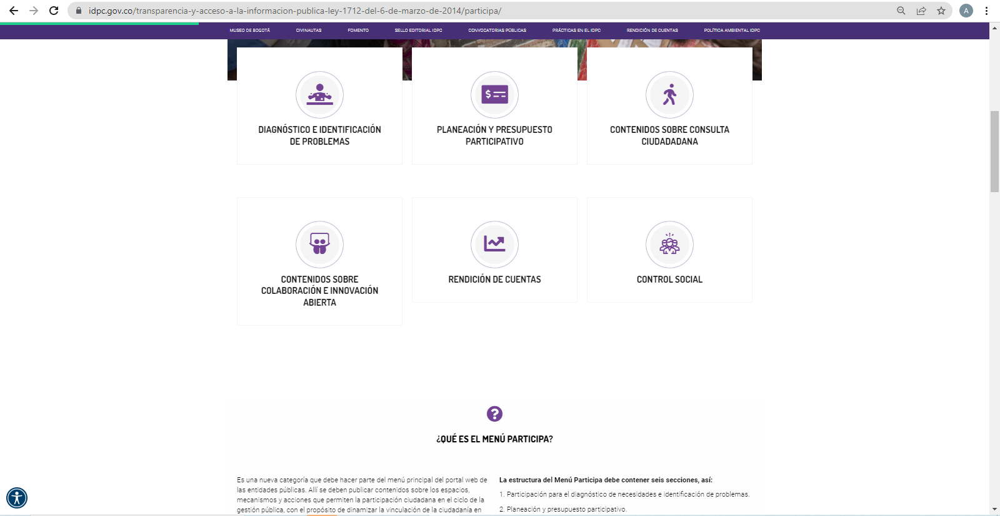 idpc.gov.co/transparencia-y-acceso-a-la-informacion-publica-ley-1712-del-6-de-marzo-de-2014/participa/
A
MUSEO DE BOGOTÁ CIVINAUTAS FOMENTO SELLO EDITORIAL IDPC CONVOCATORIAS PÚBLICAS PRÁCTICAS EN EL IDPC RENDICIÓN DE CUENTAS POLÍTICA AMBIENTAL IDPC
DIAGNÓSTICO E IDENTIFICACIÓN
DE PROBLEMAS
PLANEACIÓN Y PRESUPUESTO
PARTICIPATIVO
CONTENIDOS SOBRE CONSULTA
CIUDADADANA
CONTENIDOS SOBRE
COLABORACIÓN E INNOVACIÓN
ABIERTA
RENDICIÓN DE CUENTAS
CONTROL SOCIAL
¿QUÉ ES EL MENÚ PARTICIPA?
Es una nueva categoría que debe hacer parte del menú principal del portal web de
las entidades públicas. Allí se deben publicar contenidos sobre los espacios,
mecanismos y acciones que permiten la participación ciudadana en el ciclo de la
gestión pública, con el propósito de dinamizar la vinculación de la ciudadanía en
La estructura del Menú Participa debe contener seis secciones, así:
1. Participación para el diagnóstico de necesidades e identificación de problemas.
2. Planeación y presupuesto participativo.